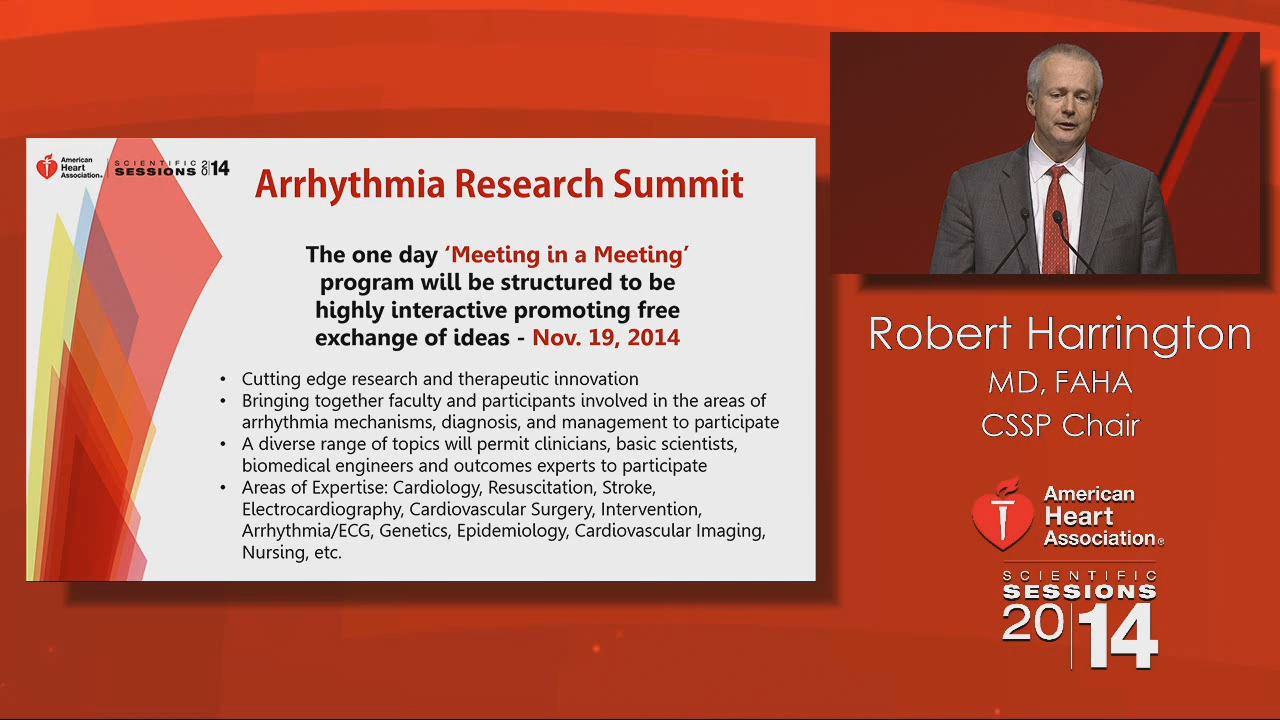 American
Heart
Association®
SCIENTIFIC
SESSIONS
2014
Arrhythmia Research Summit
The one day ‘Meeting in a Meeting’
program will be structured to be
highly interactive promoting free
exchange of ideas - Nov. 19, 2014
• Cutting edge research and therapeutic innovation
• Bringing together faculty and participants involved in the areas of
arrhythmia mechanisms, diagnosis, and management to participate
• A diverse range of topics will permit clinicians, basic scientists,
biomedical engineers and outcomes experts to participate
• Areas of Expertise: Cardiology, Resuscitation, Stroke,
Electrocardiography, Cardiovascular Surgery, Intervention,
Arrhythmia/ECG, Genetics, Epidemiology, Cardiovascular Imaging,
Nursing, etc.
Robert Harrington
MD, FAHA
CSSP Chair
American
Heart
Association®
SCIENTIFIC
SESSIONS
20|14